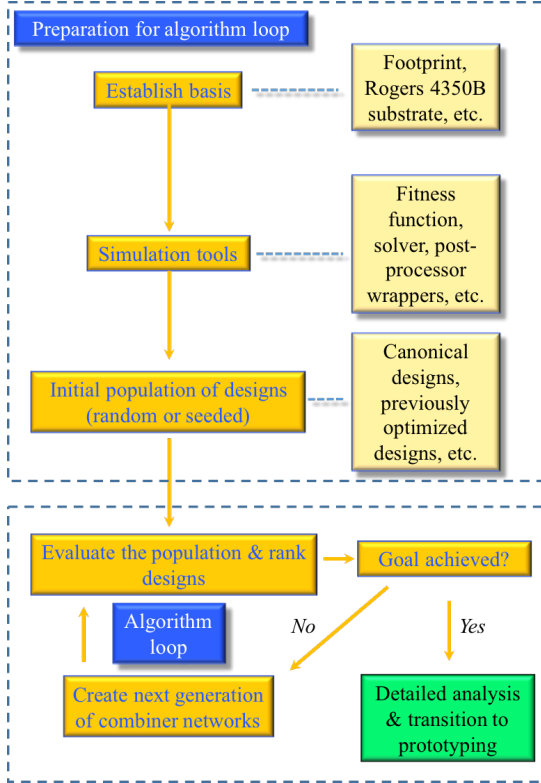 Preparation for algorithm loop
Establish basis
Footprint,
Rogers 4350B
substrate, etc.
Simulation tools
Fitness
function,
solver, post-
processor
wrappers, etc.
Initial population of designs
(random or seeded)
Canonical
designs,
previously
optimized
designs, etc.
Evaluate the population & rank
designs
Goal achieved?
Algorithm
loop
No
Yes
Create next generation
of combiner networks
Detailed analysis
& transition to
prototyping